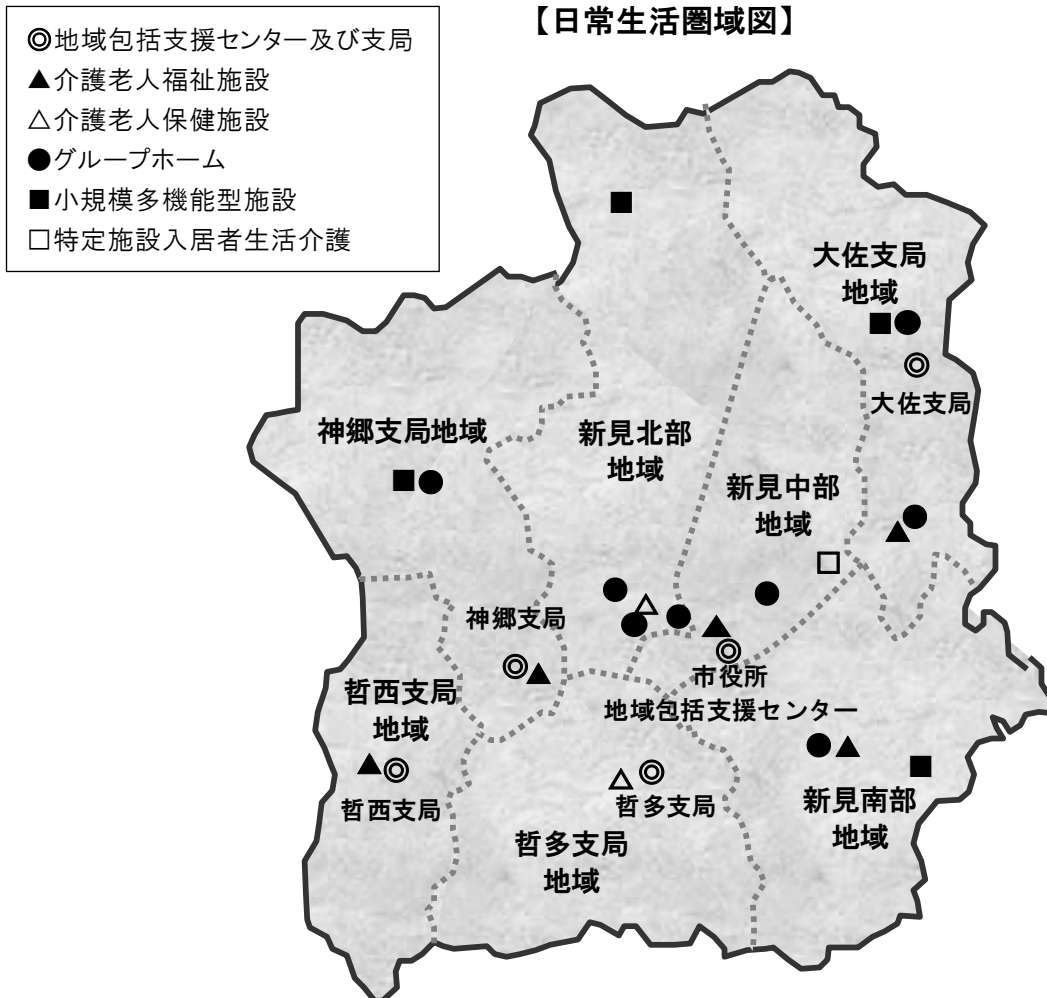 【日常生活圏域図】
◎地域包括支援センター及び支局
▲介護老人福祉施設
△介護老人保健施設
●グループホーム
■小規模多機能型施設
□特定施設入居者生活介護
大佐支局
地域
大佐支局
神郷支局地域
新見北部
地域
新見中部
地域
神郷支局
市役所
地域包括支援センター
哲西支局
地域
哲西支局
哲多支局
哲多支局
地域
新見南部
地域